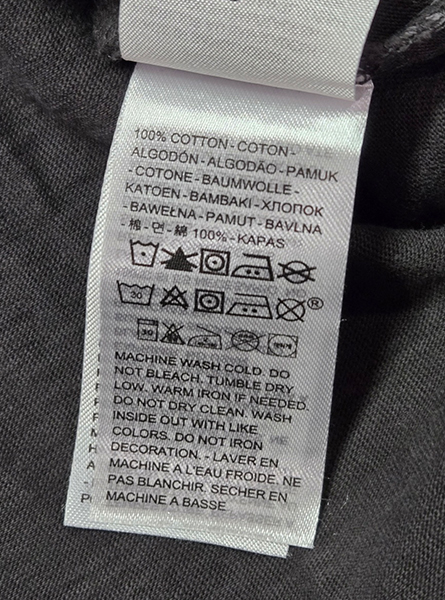 100% COTTON - COTON -
ALGODÓN - ALGODÃO - PAMUK
- COTONE - BAUMWOLLE -
KATOEN - BAMBAKI - ХЛОПОК
- BAWEŁNA - PAMUT - BAVLNA
- 棉 - 면 - 綿 100% - KAPAS
30 ®
30
MACHINE WASH COLD. DO
NOT BLEACH. TUMBLE DRY
LOW. WARM IRON IF NEEDED.
DO NOT DRY CLEAN. WASH
INSIDE OUT WITH LIKE
COLORS. DO NOT IRON
DECORATION. - LAVER EN
MACHINE A L'EAU FROIDE. NE
PAS BLANCHIR. SECHER EN
MACHINE A BASSE